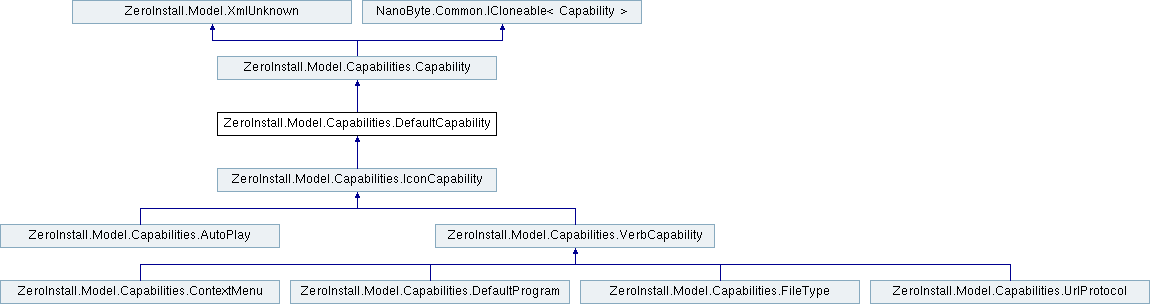 ZeroInstall.Model.XmlUnknown
NanoByte.Common.ICloneable< Capability >
ZeroInstall.Model.Capabilities.Capability
ZeroInstall.Model.Capabilities.DefaultCapability
ZeroInstall.Model.Capabilities.IconCapability
ZeroInstall.Model.Capabilities.AutoPlay
ZeroInstall.Model.Capabilities.VerbCapability
ZeroInstall.Model.Capabilities.ContextMenu
ZeroInstall.Model.Capabilities.DefaultProgram
ZeroInstall.Model.Capabilities.FileType
ZeroInstall.Model.Capabilities.UrlProtocol